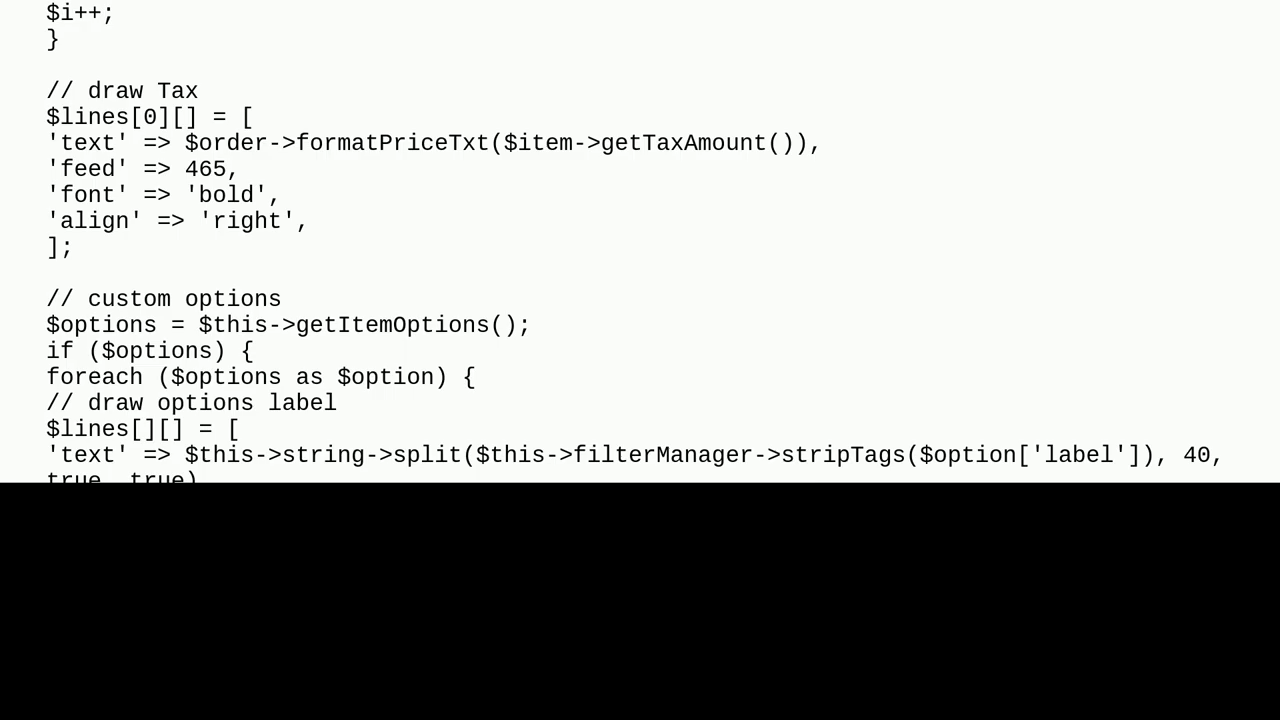 $i++;
}
// draw Tax
$lines[0][] = [
'text' => $order->formatPriceTxt($item->getTaxAmount()),
'feed' => 465,
'font' => 'bold',
'align' => 'right',
];
// custom options
$options = $this->getItemOptions();
if ($options) {
foreach ($options as $option) {
// draw options label
$lines[][] = [
'text' => $this->string->split($this->filterManager->stripTags($option['label']), 40,
true, true)